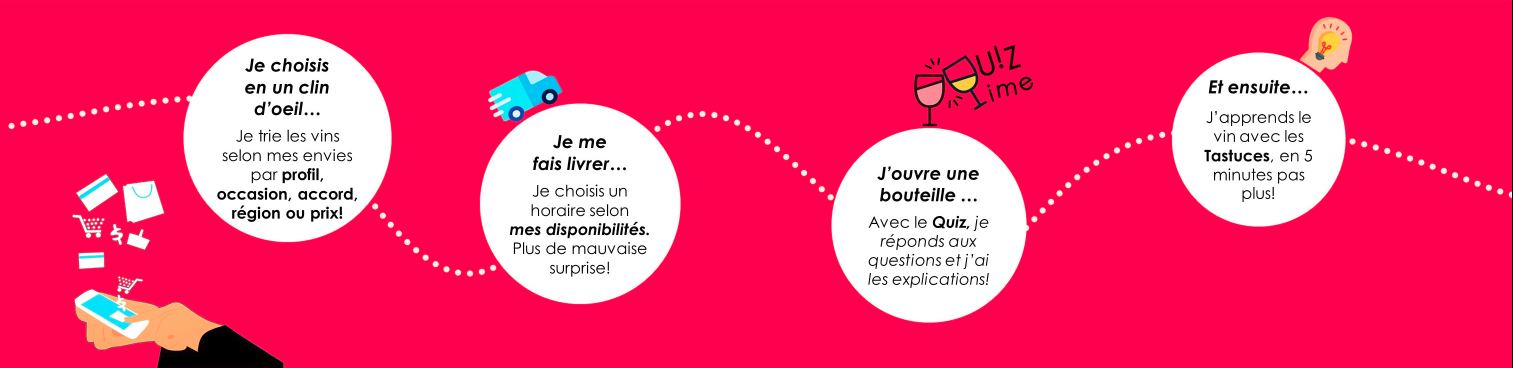 Je choisis
en un clin
d'oeil...
Je trie les vins
selon mes envies
par profil,
occasion, accord,
région ou prix!
Je me
fais livrer...
Je choisis un
horaire selon
mes disponibilités.
Plus de mauvaise
surprise!
QU!Z
Time
J'ouvre une
bouteille ...
Avec le Quiz, je
réponds aux
questions et j'ai
les explications!
Et ensuite...
J'apprends le
vin avec les
Tastuces, en 5
minutes pas
plus!